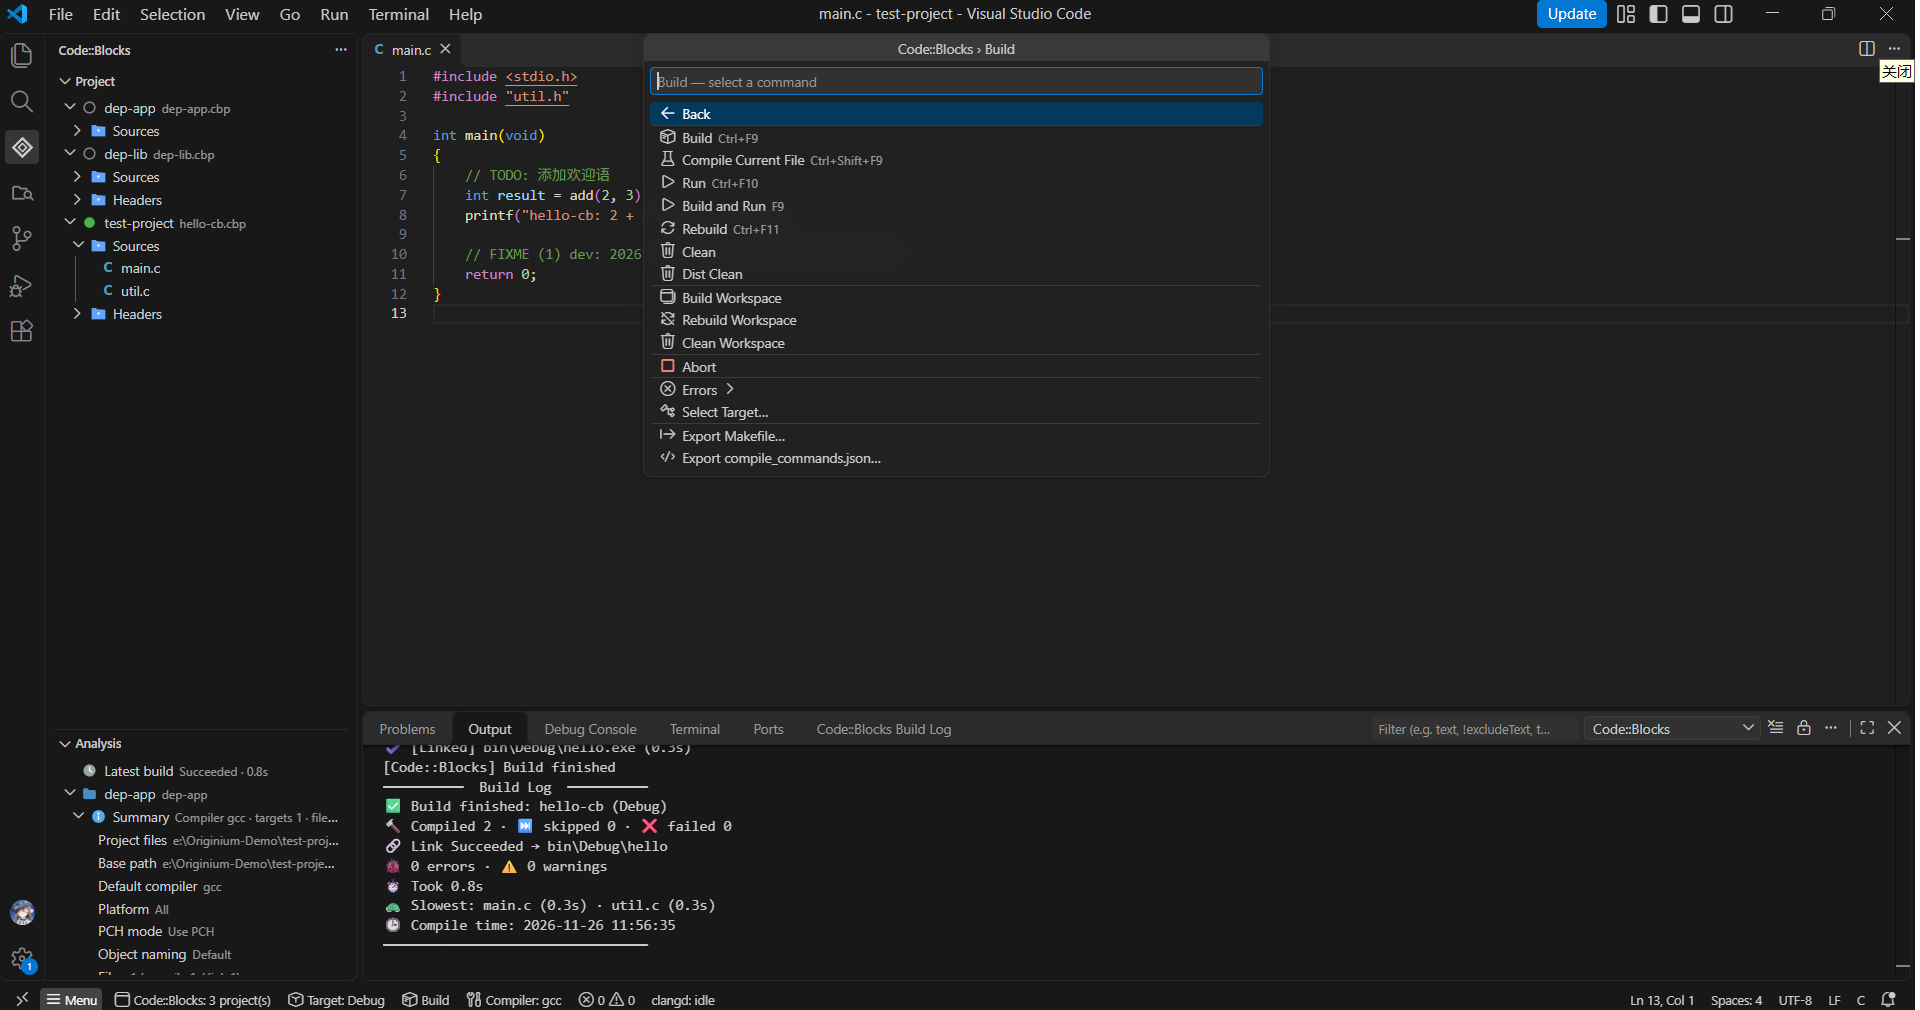 File Edit Selection View Go Run Terminal Help
main.c - test-project - Visual Studio Code
Update
Code::Blocks
Project
dep-app dep-app.cbp
Sources
dep-lib dep-lib.cbp
Sources
Headers
test-project hello-cb.cbp
Sources
C main.c
C util.c
Headers
Analysis
Latest build Succeeded · 0.8s
dep-app dep-app
Summary Compiler gcc · targets 1 · file...
Project files e:\Originium-Demo\test-proj...
Base path e:\Originium-Demo\test-proje...
Default compiler gcc
Platform All
PCH mode Use PCH
Object naming Default
C main.c
关闭
1 #include <stdio.h>
2 #include "util.h"
3
4 int main(void)
5 {
6 // TODO: 添加欢迎语
7 int result = add(2, 3)
8 printf("hello-cb: 2 +
9
10 // FIXME (1) dev: 2026
11 return 0;
12 }
13
Code::Blocks › Build
Build — select a command
Back
Build Ctrl+F9
Compile Current File Ctrl+Shift+F9
Run Ctrl+F10
Build and Run F9
Rebuild Ctrl+F11
Clean
Dist Clean
Build Workspace
Rebuild Workspace
Clean Workspace
Abort
Errors
Select Target...
Export Makefile...
Export compile_commands.json...
Problems Output Debug Console Terminal Ports Code::Blocks Build Log
Filter (e.g. text, !excludeText, t...
Code::Blocks
[Linked] bin\Debug\hello.exe (0.3s)
[Code::Blocks] Build finished
Build Log
Build finished: hello-cb (Debug)
Compiled 2 · skipped 0 · failed 0
Link Succeeded → bin\Debug\hello
0 errors · 0 warnings
Took 0.8s
Slowest: main.c (0.3s) · util.c (0.3s)
Compile time: 2026-11-26 11:56:35
1
Menu Code::Blocks: 3 project(s) Target: Debug Build Compiler: gcc 0 0 clangd: idle
Ln 13, Col 1 Spaces: 4 UTF-8 LF C